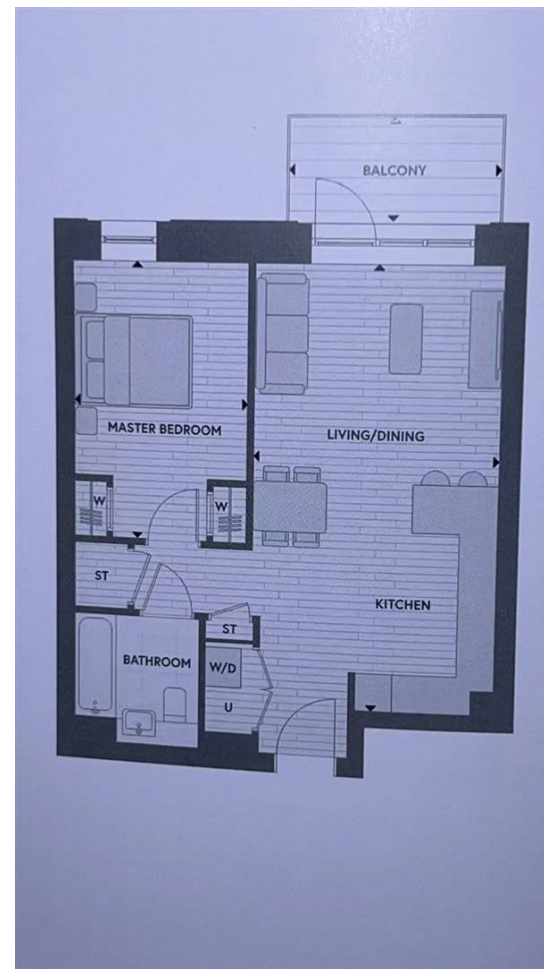 BALCONY
MASTER BEDROOM
LIVING/DINING
W
W
ST
KITCHEN
ST
BATHROOM
W/D
U